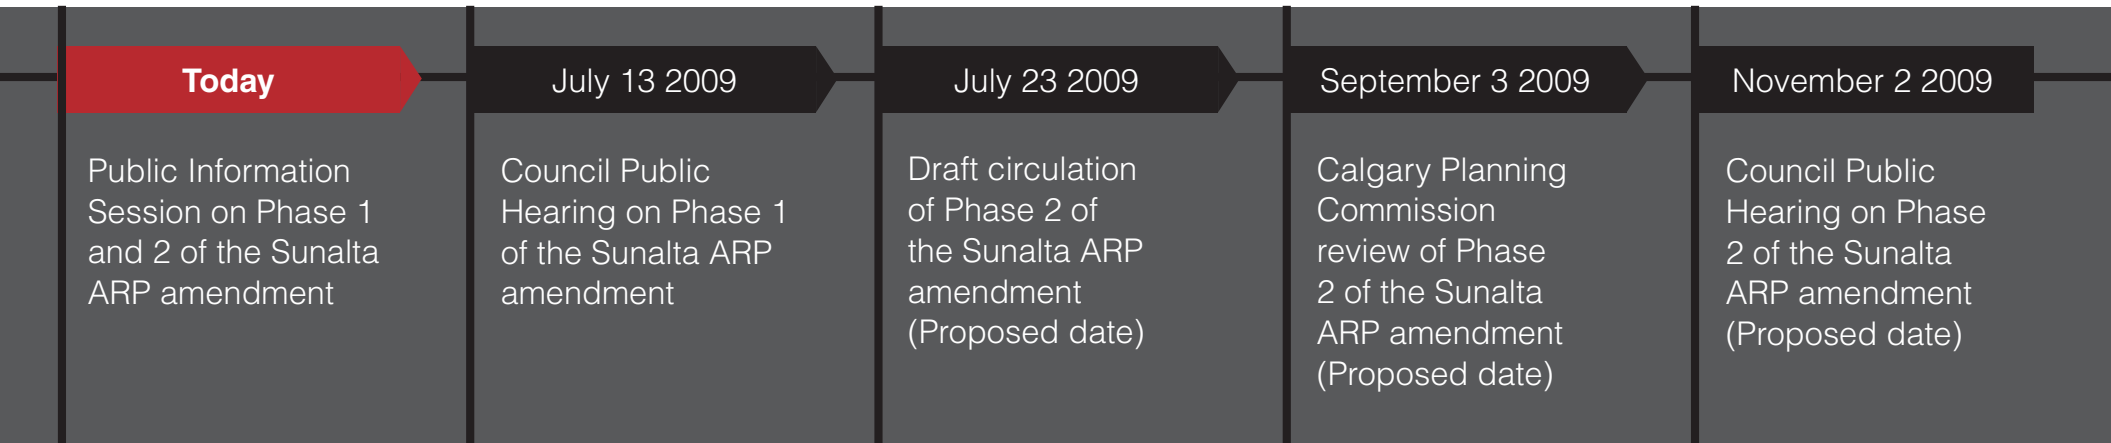 Today
Public Information
Session on Phase 1
and 2 of the Sunalta
ARP amendment
July 13 2009
Council Public
Hearing on Phase 1
of the Sunalta ARP
amendment
July 23 2009
Draft circulation
of Phase 2 of
the Sunalta ARP
amendment
(Proposed date)
September 3 2009
Calgary Planning
Commission
review of Phase
2 of the Sunalta
ARP amendment
(Proposed date)
November 2 2009
Council Public
Hearing on Phase
2 of the Sunalta
ARP amendment
(Proposed date)